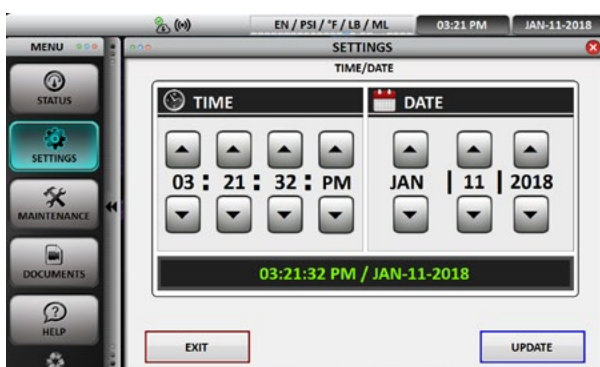 EN / PSI / °F / LB / ML 03:21 PM JAN-11-2018
MENU SETTINGS
TIME/DATE
STATUS
TIME DATE
SETTINGS
03 : 21 : 32 : PM JAN | 11 | 2018
MAINTENANCE
DOCUMENTS
03:21:32 PM / JAN-11-2018
HELP
EXIT UPDATE